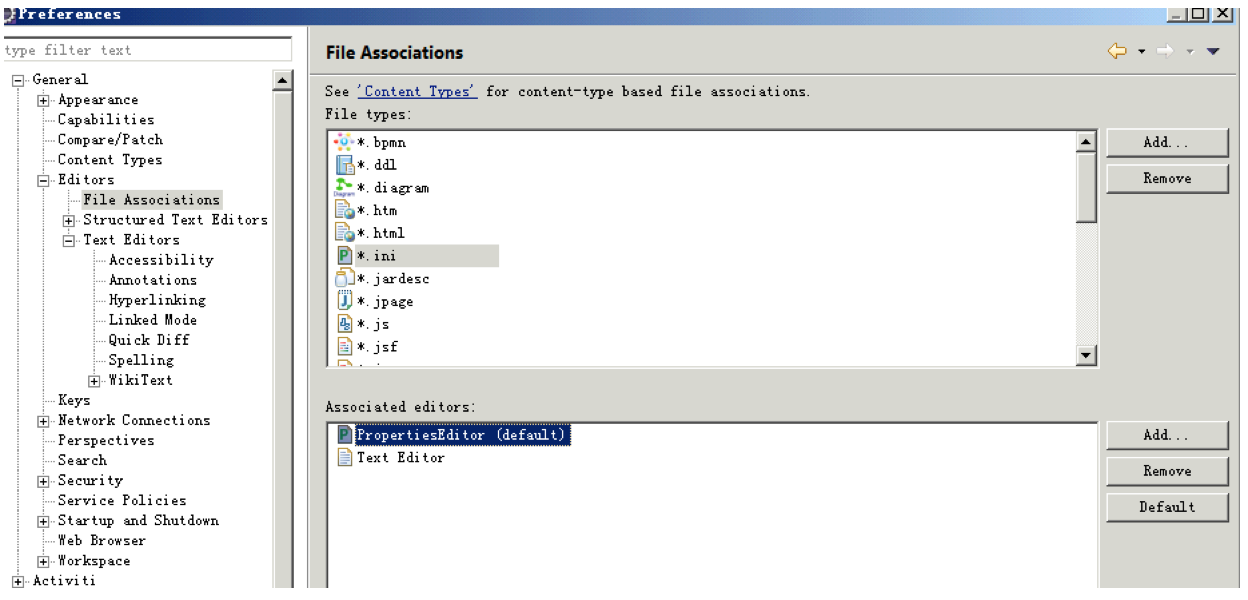 Preferences
type filter text
General
Appearance
Capabilities
Compare/Patch
Content Types
Editors
File Associations
Structured Text Editors
Text Editors
Accessibility
Annotations
Hyperlinking
Linked Mode
Quick Diff
Spelling
WikiText
Keys
Network Connections
Perspectives
Search
Security
Service Policies
Startup and Shutdown
Web Browser
Workspace
Activiti
File Associations
See 'Content Types' for content-type based file associations.
File types:
*.bpmn
*.ddl
*.diagram
*.htm
*.html
*.ini
*.jardesc
*.jpage
*.js
*.jsf
Add...
Remove
Associated editors:
PropertiesEditor (default)
Text Editor
Add...
Remove
Default